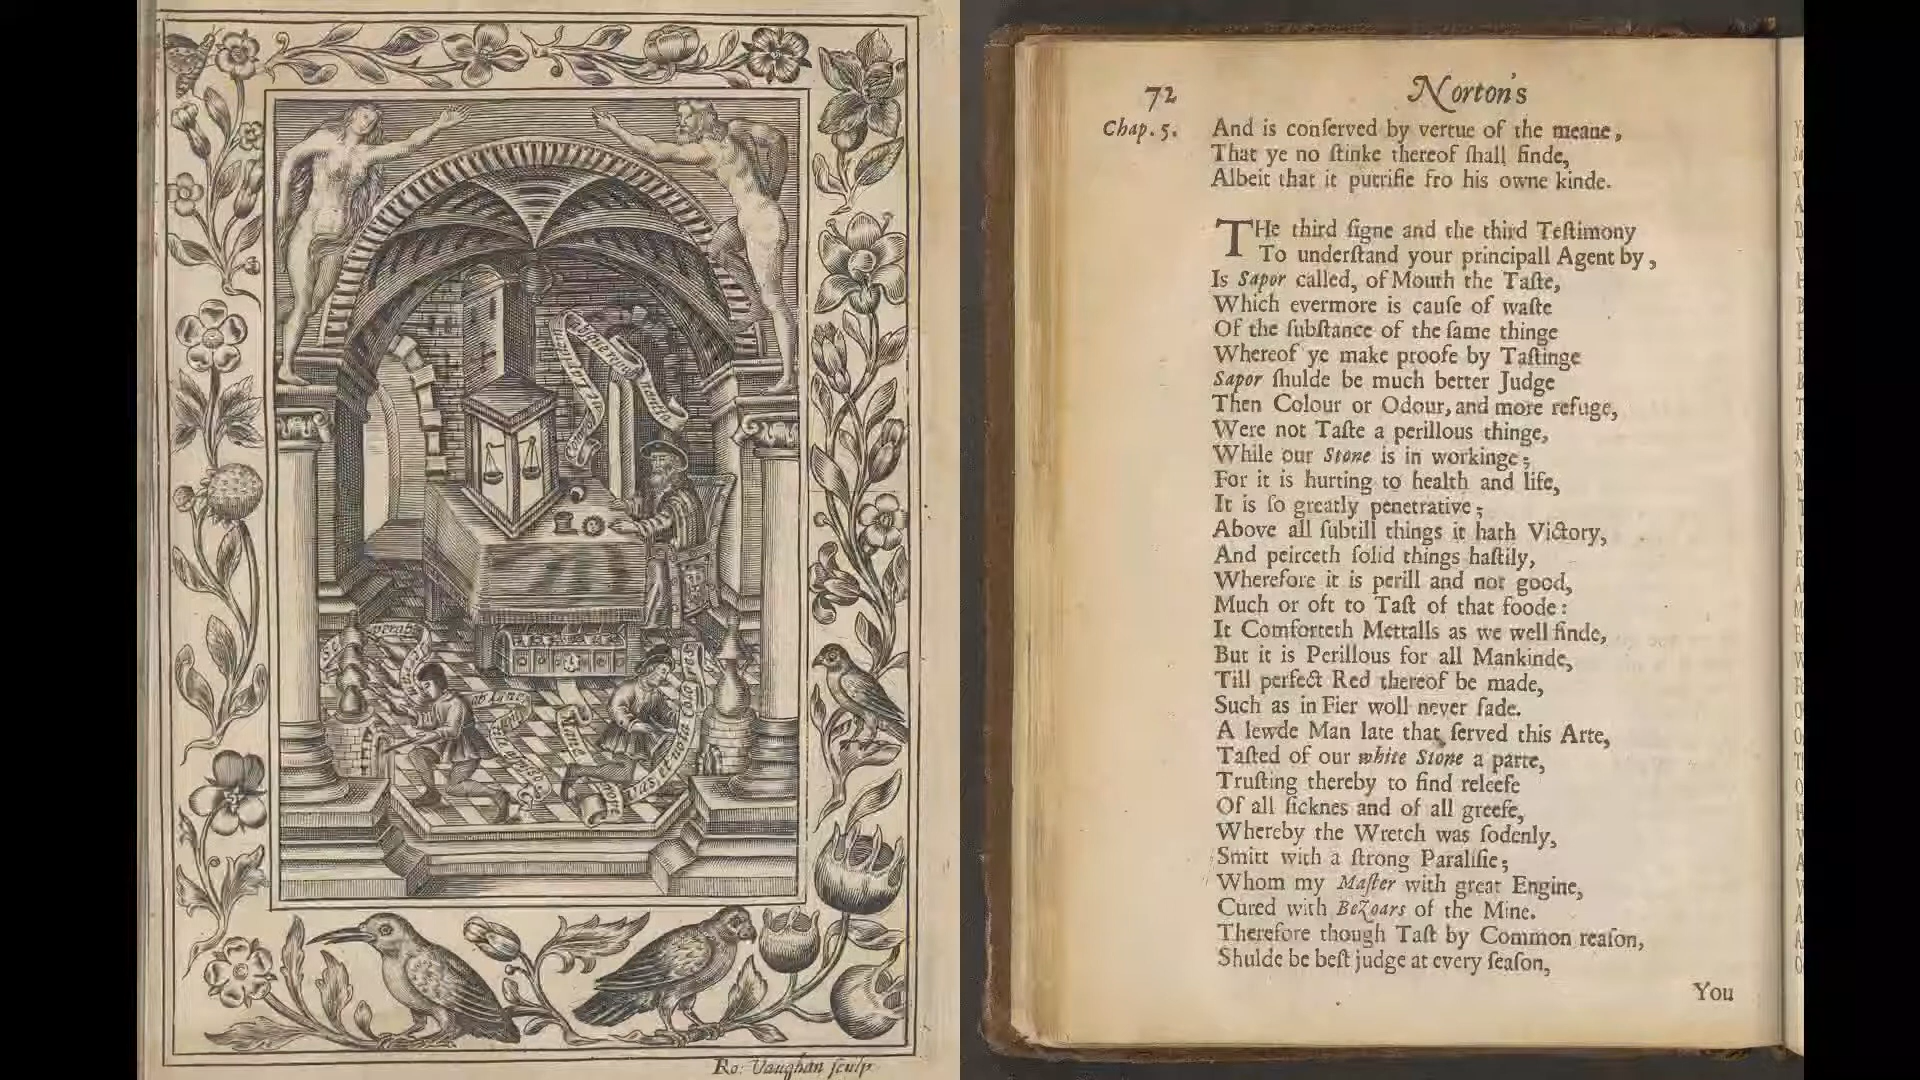 Ro: Vaughan sculp
72
Norton's
Chap. 5.
And is conſerved by vertue of the meane,
That ye no ſtinke thereof ſhall finde,
Albeit that it putrifie fro his owne kinde.
THe third ſigne and the third Teſtimony
To underſtand your principall Agent by,
Is Sapor called, of Mouth the Taſte,
Which evermore is cauſe of waſte
Of the ſubſtance of the ſame thinge
Whereof ye make proofe by Taſtinge
Sapor ſhulde be much better Judge
Then Colour or Odour, and more refuge,
Were not Taſte a perillous thinge,
While our Stone is in workinge;
For it is hurting to health and life,
It is ſo greatly penetrative;
Above all ſubtill things it hath Victory,
And peirceth ſolid things haſtily,
Wherefore it is perill and not good,
Much or oft to Taſt of that foode:
It Comforteth Mettalls as we well finde,
But it is Perillous for all Mankinde,
Till perfect Red thereof be made,
Such as in Fier woll never fade.
A lewde Man late that ſerved this Arte,
Taſted of our white Stone a parte,
Truſting thereby to find releefe
Of all ſicknes and of all greefe,
Whereby the Wretch was ſodenly,
Smitt with a ſtrong Paraliſie;
Whom my Maſter with great Engine,
Cured with Bezoars of the Mine.
Therefore though Taſt by Common reaſon,
Shulde be beſt judge at every ſeaſon,
You